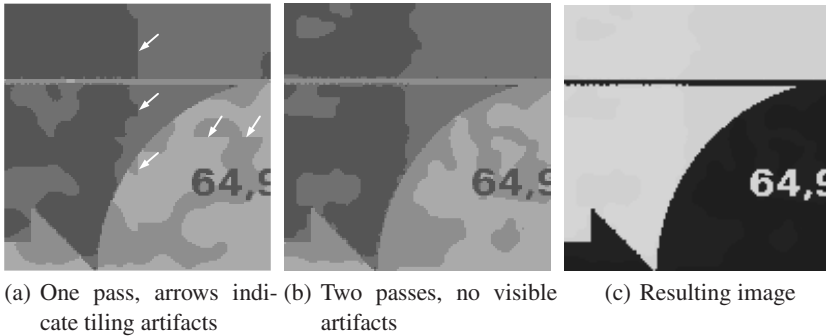 64,9 64,9 64,9
(a) One pass, arrows indi- (b) Two passes, no visible (c) Resulting image
cate tiling artifacts artifacts